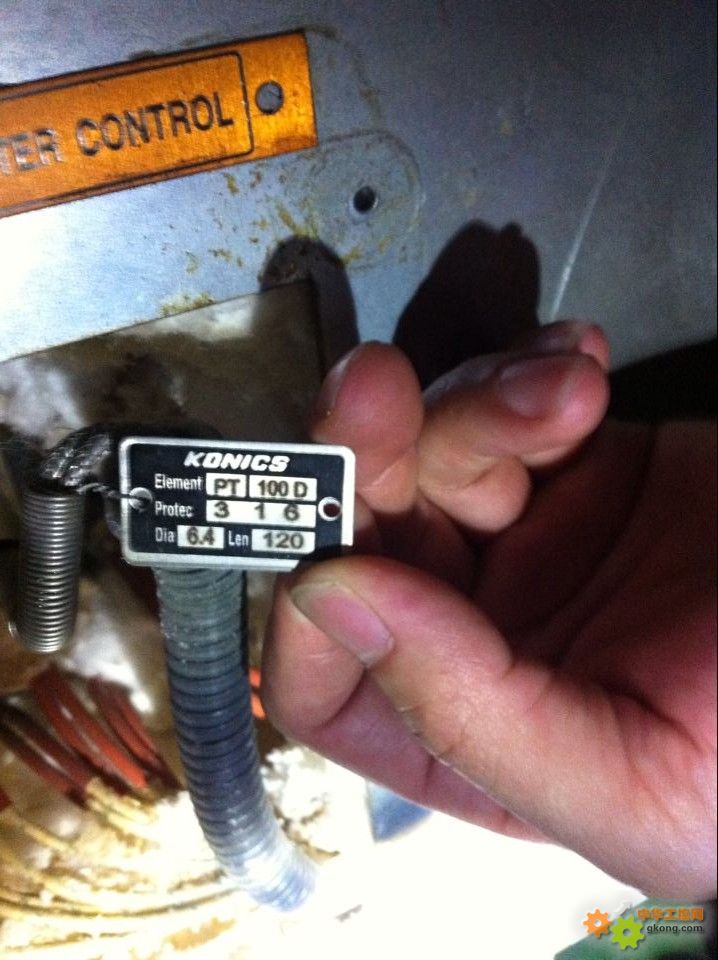 TER CONTROL
KONICS
Element PT 100 D
Protec 3 1 6
Dia 6.4 Len 120
中华工控网
gkong.com